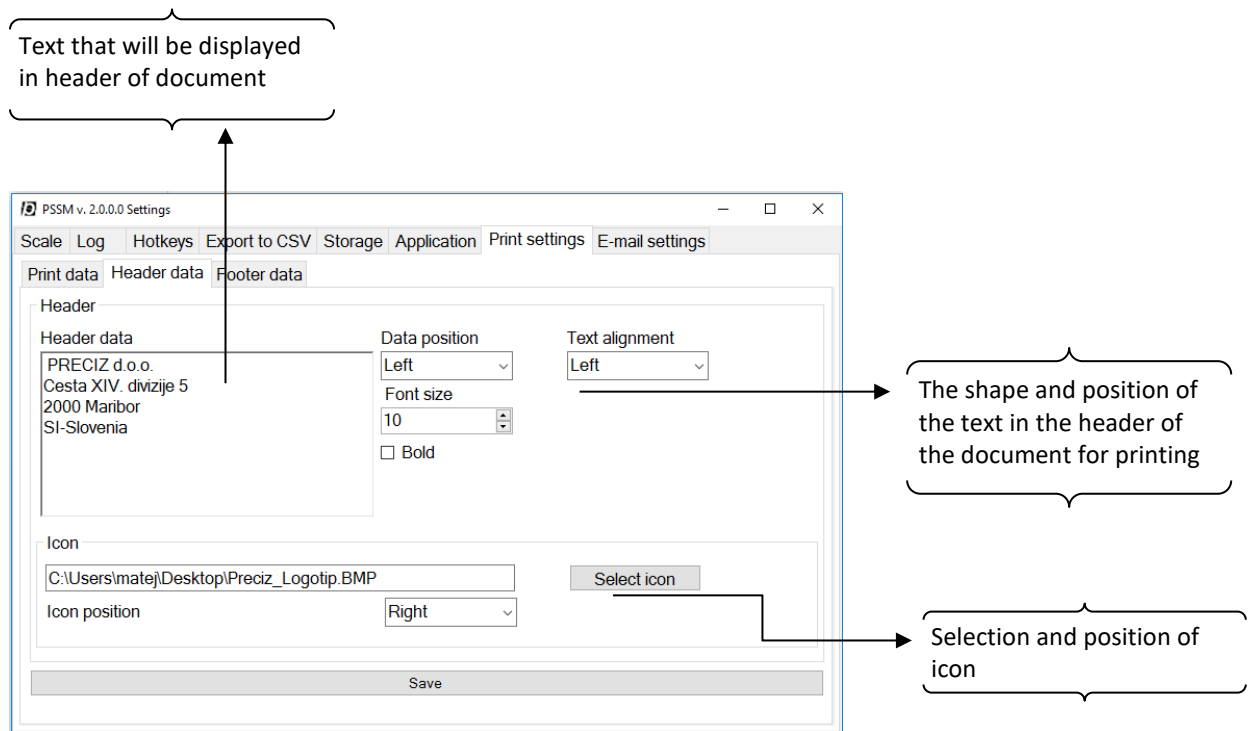 Text that will be displayed
in header of document
PSSM v. 2.0.0.0 Settings
Scale Log Hotkeys Export to CSV Storage Application Print settings E-mail settings
Print data Header data Footer data
Header
Header data Data position Text alignment
PRECIZ d.o.o.
Cesta XIV. divizije 5
2000 Maribor
SI-Slovenia
Left Left
Font size
10
Bold
The shape and position of
the text in the header of
the document for printing
Icon
C:\Users\matej\Desktop\Preciz_Logotip.BMP Select icon
Icon position Right
Selection and position of
icon
Save